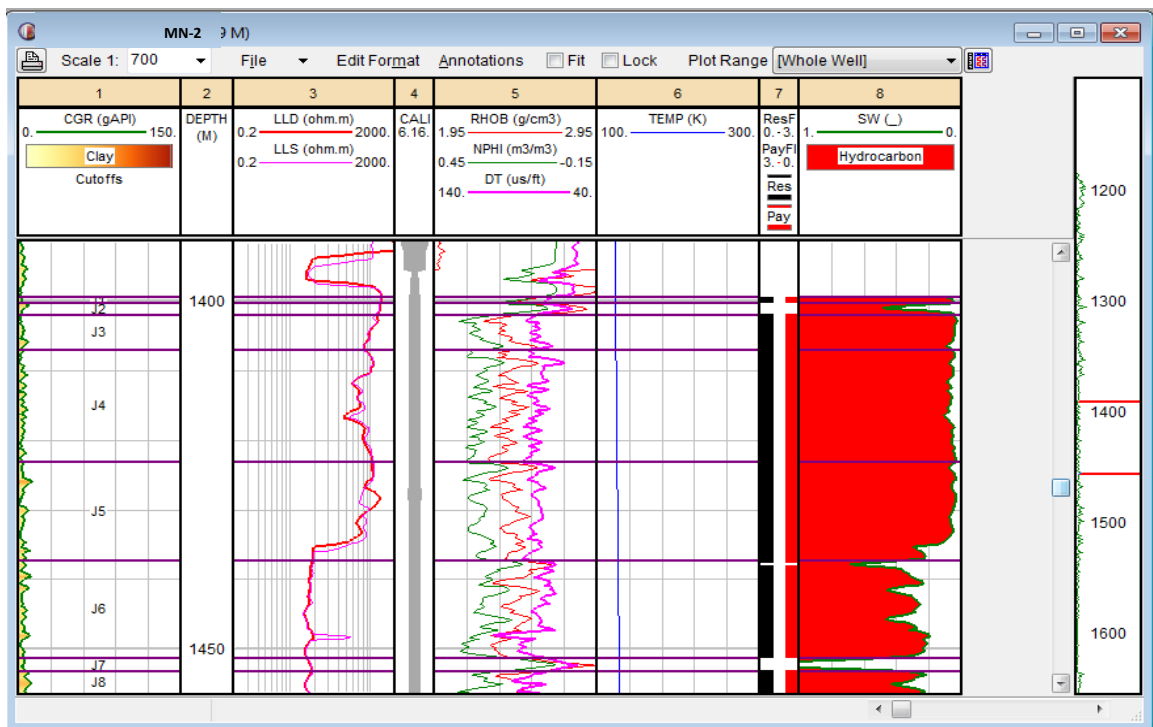 MN-2 9 M)
Scale 1: 700 File Edit Format Annotations Fit Lock Plot Range [Whole Well]
1 2 3 4 5 6 7 8
CGR (gAPI)
0. 150.
Clay
Cutoffs
DEPTH
(M)
LLD (ohm.m)
0.2 2000.
LLS (ohm.m)
0.2 2000.
CALI
6.16.
RHOB (g/cm3)
1.95 2.95
NPHI (m3/m3)
0.45 -0.15
DT (us/ft)
140. 40.
TEMP (K)
100. 300.
ResF
0.-3.
PayFl
3.-0.
Res
Pay
SW (_)
1. 0.
Hydrocarbon
J2
J3
J4
J5
J6
J7
J8
1400
1450
1200
1300
1400
1500
1600